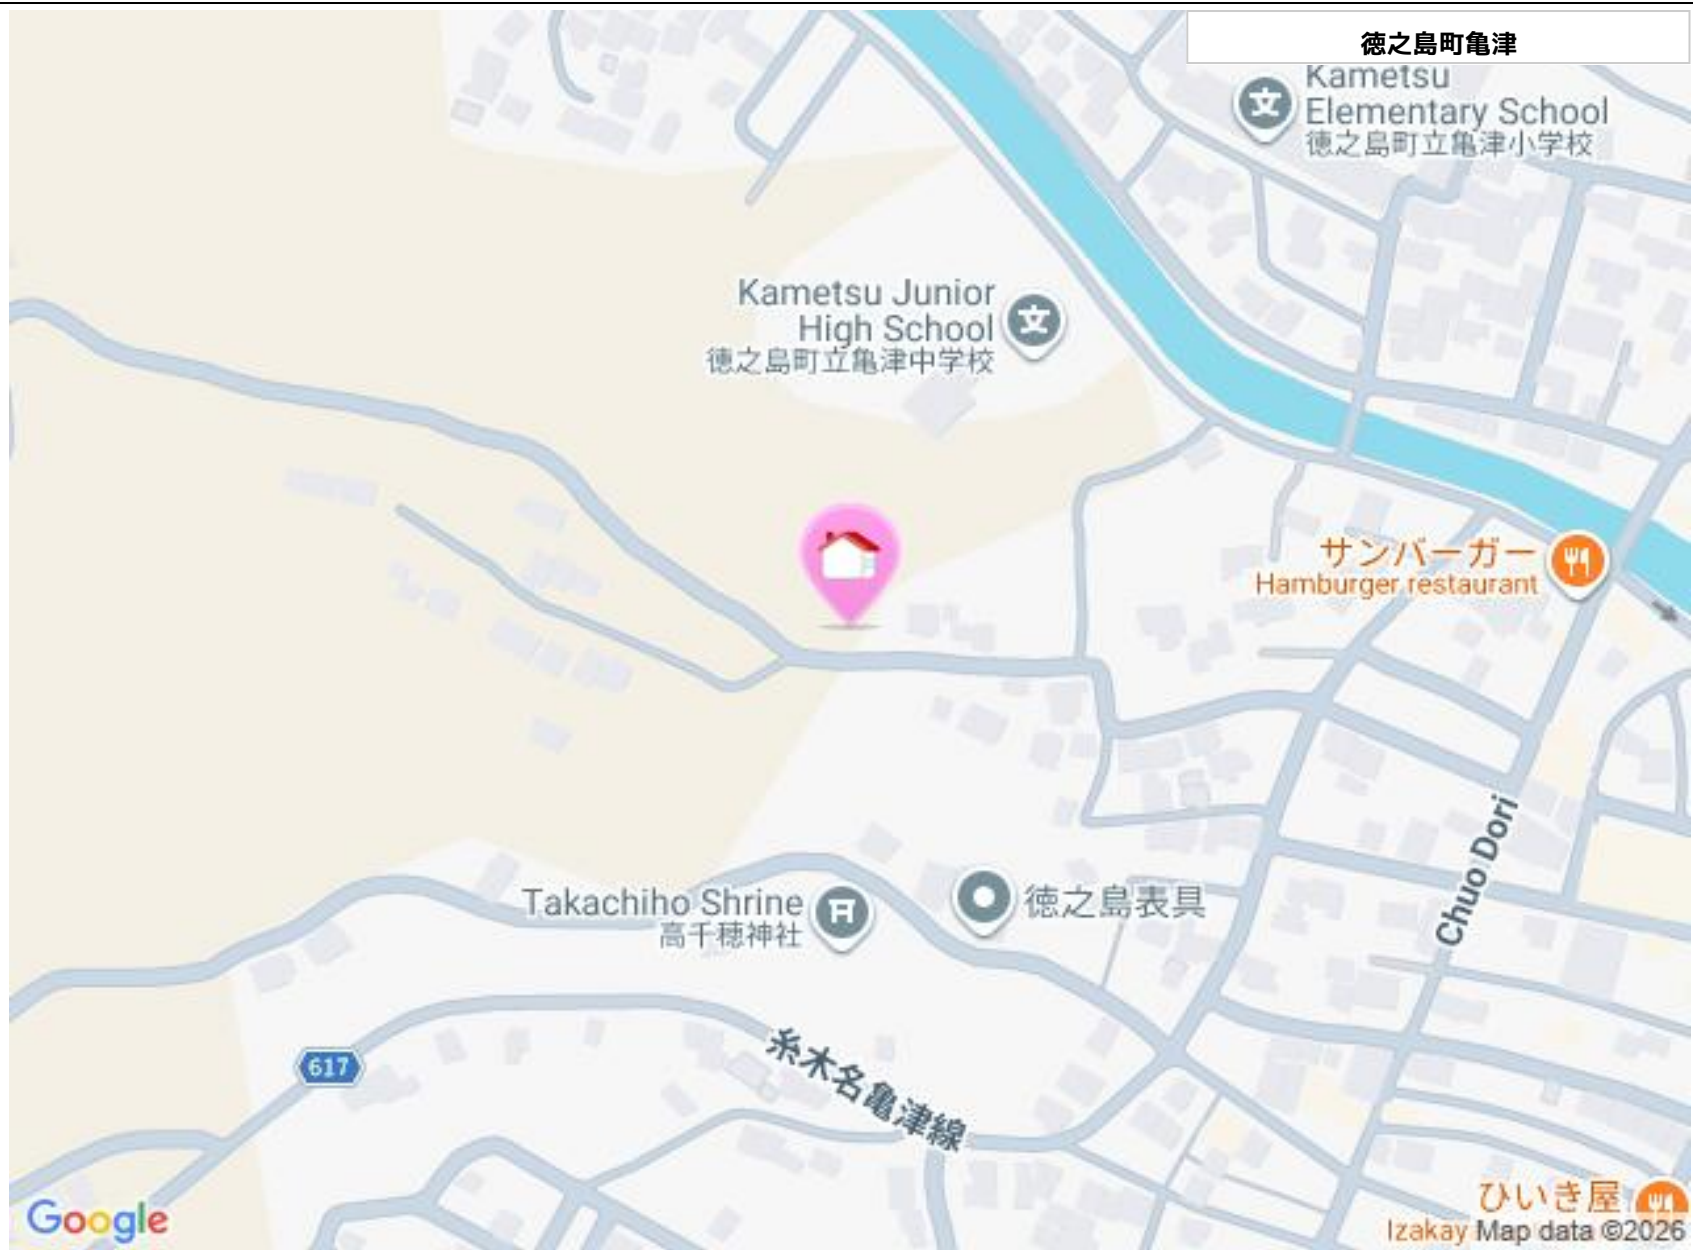 徳之島町亀津
Kametsu
Elementary School
徳之島町立亀津小学校
Kametsu Junior
High School
徳之島町立亀津中学校
サンバーガー
Hamburger restaurant
Chuo Dori
Takachiho Shrine
高千穂神社
徳之島表具
糸木名亀津線
617
ひいき屋
Izakay
Google
Map data ©2026